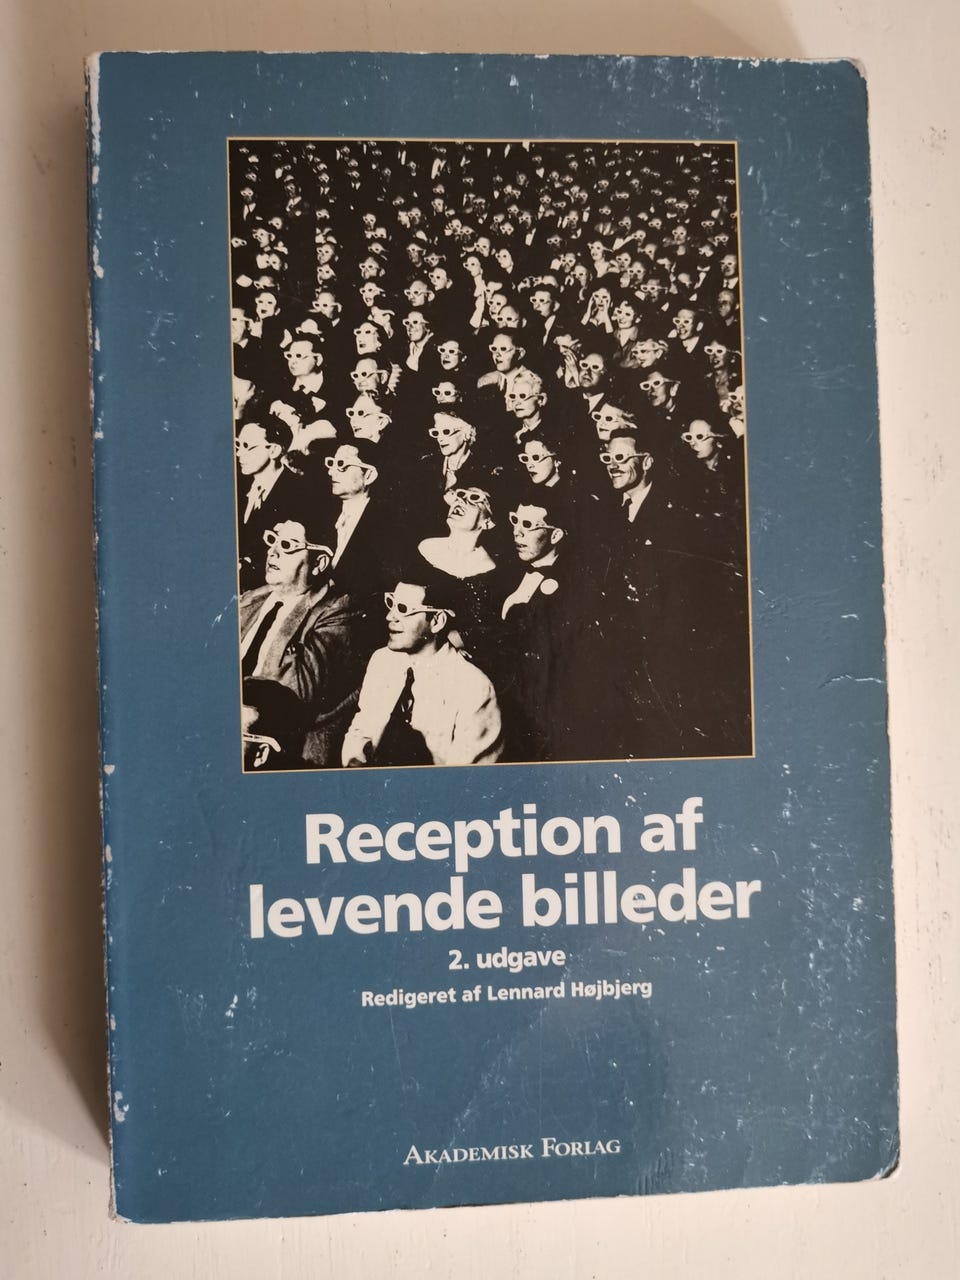 Reception af
levende billeder
2. udgave
Redigeret af Lennard Højbjerg
AKADEMISK FORLAG